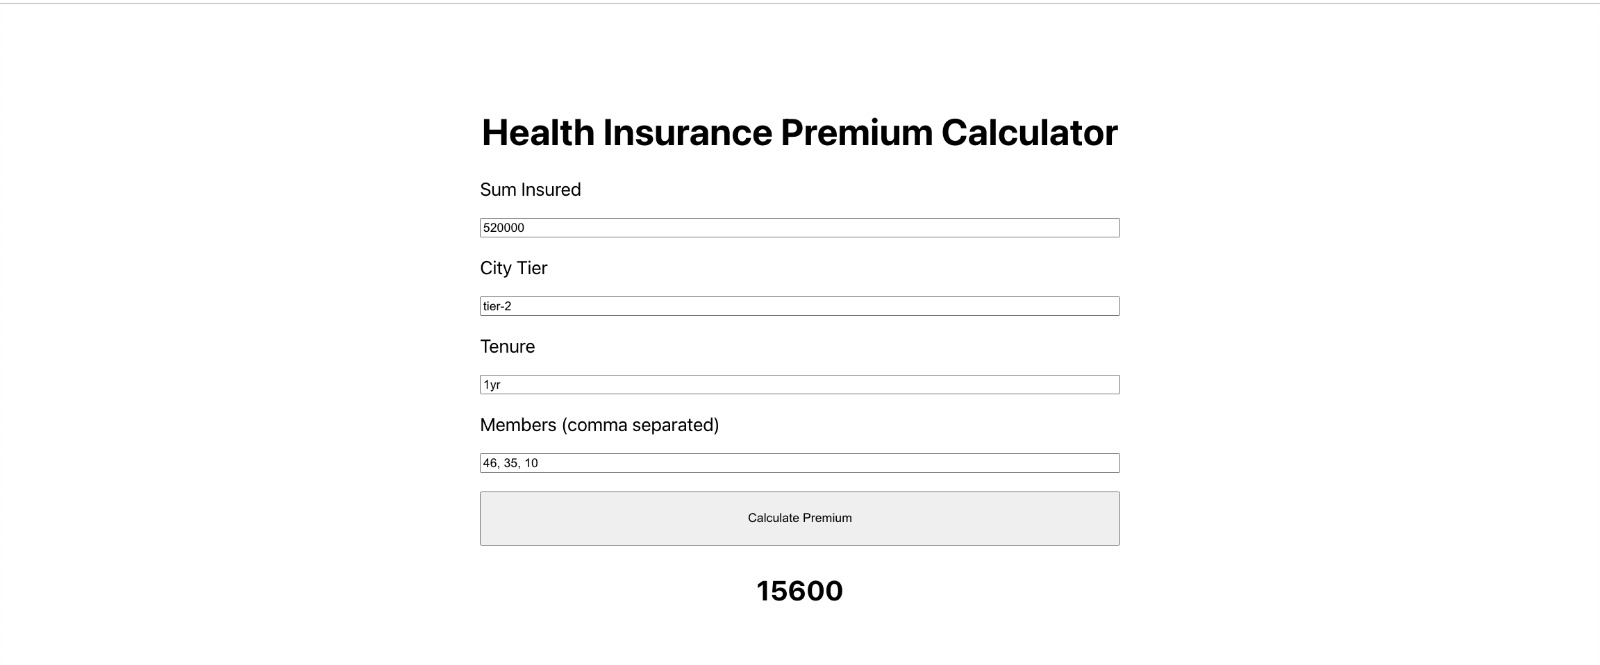 Health Insurance Premium Calculator
Sum Insured
520000
City Tier
tier-2
Tenure
1yr
Members (comma separated)
46, 35, 10
Calculate Premium
15600